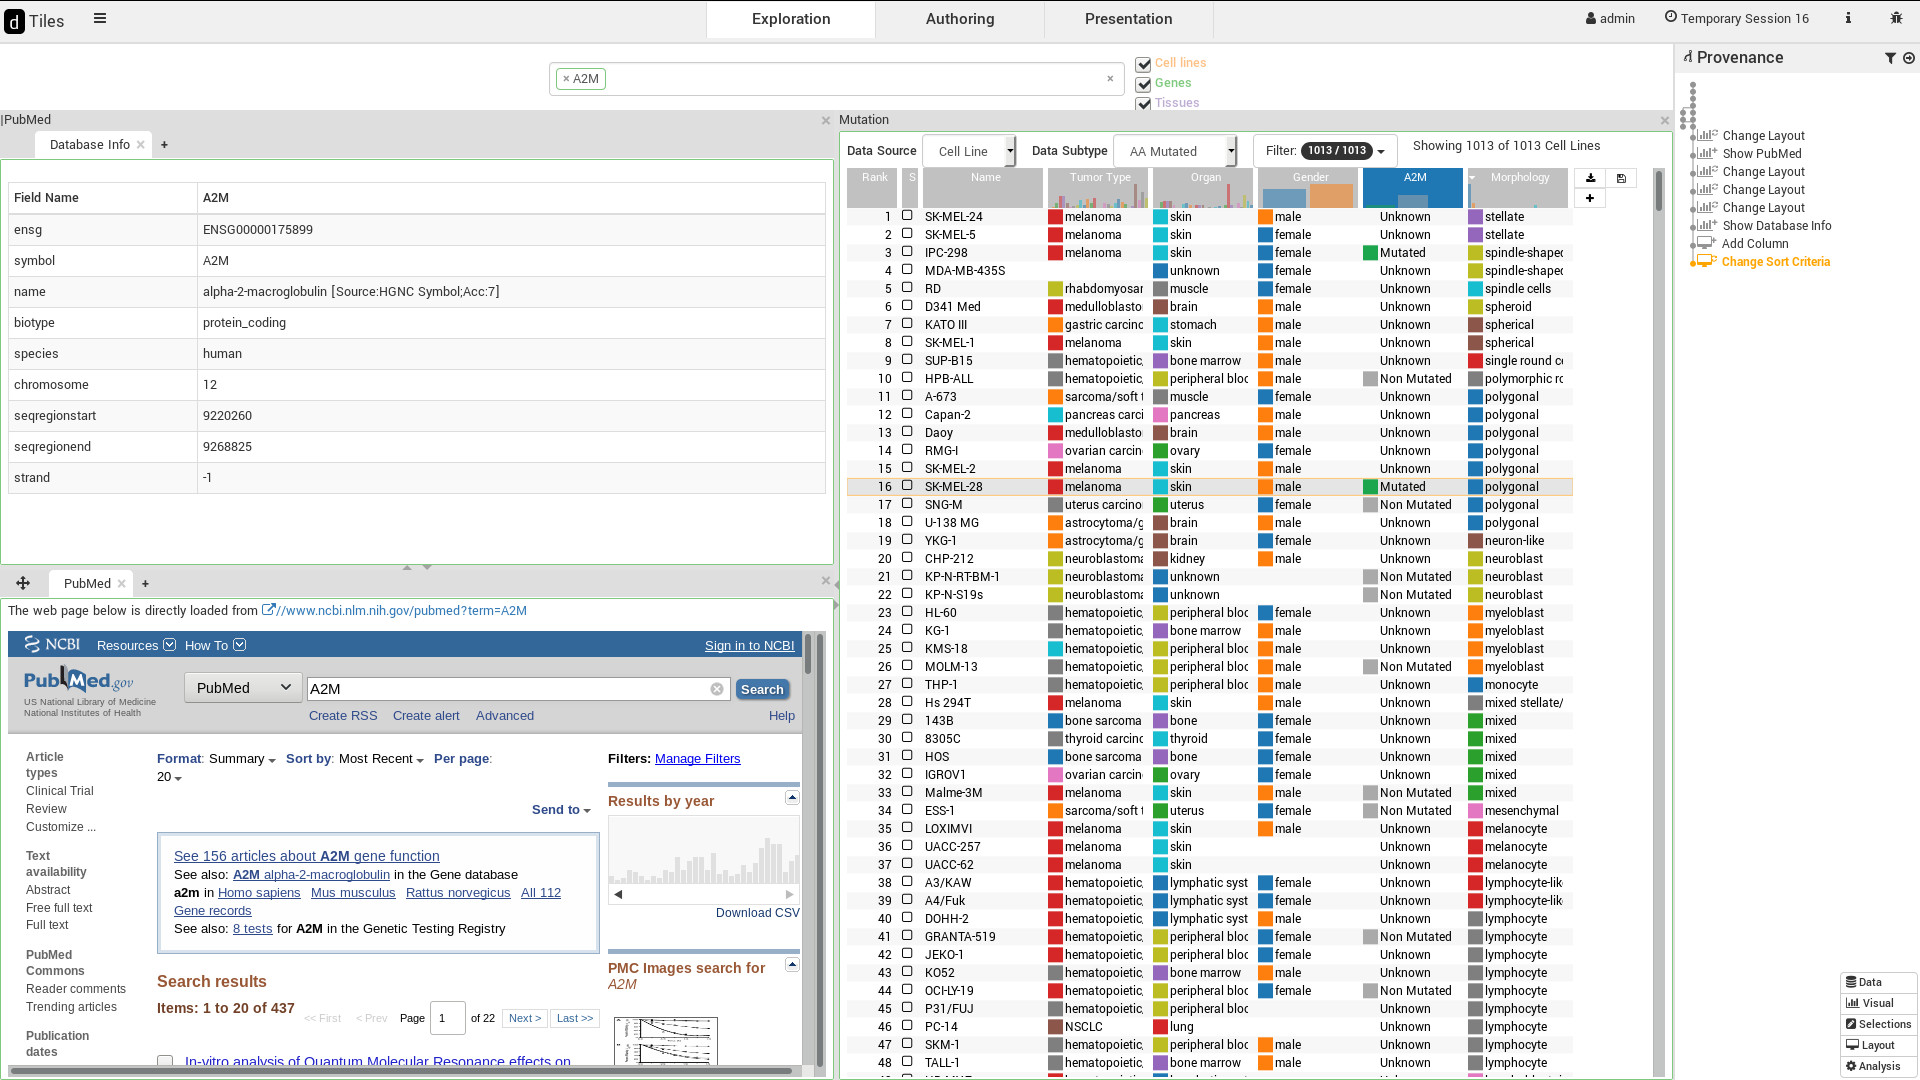 d Tiles
Exploration
Authoring
Presentation
admin
Temporary Session 16
× A2M
×
Cell lines
Genes
Tissues
Provenance
Change Layout
Show PubMed
Change Layout
Change Layout
Change Layout
Show Database Info
Add Column
Change Sort Criteria
|PubMed
Database Info × +
Field Name A2M
ensg ENSG00000175899
symbol A2M
name alpha-2-macroglobulin [Source:HGNC Symbol;Acc:7]
biotype protein_coding
species human
chromosome 12
seqregionstart 9220260
seqregionend 9268825
strand -1
PubMed × +
The web page below is directly loaded from //www.ncbi.nlm.nih.gov/pubmed?term=A2M
NCBI Resources How To Sign in to NCBI
PubMed.gov
US National Library of Medicine
National Institutes of Health
PubMed A2M Search
Create RSS Create alert Advanced Help
Article
types
Clinical Trial
Review
Customize ...
Text
availability
Abstract
Free full text
Full text
PubMed
Commons
Reader comments
Trending articles
Publication
dates
Format: Summary Sort by: Most Recent Per page:
20
Send to
See 156 articles about A2M gene function
See also: A2M alpha-2-macroglobulin in the Gene database
a2m in Homo sapiens Mus musculus Rattus norvegicus All 112
Gene records
See also: 8 tests for A2M in the Genetic Testing Registry
Search results
Items: 1 to 20 of 437
<< First < Prev Page 1 of 22 Next > Last >>
In-vitro analysis of Quantum Molecular Resonance effects on
Filters: Manage Filters
Results by year
Download CSV
PMC Images search for
A2M
Mutation
Data Source Cell Line Data Subtype AA Mutated Filter: 1013 / 1013 Showing 1013 of 1013 Cell Lines
Rank S Name Tumor Type Organ Gender A2M Morphology
1 SK-MEL-24 melanoma skin male Unknown stellate
2 SK-MEL-5 melanoma skin female Unknown stellate
3 IPC-298 melanoma skin female Mutated spindle-shaped
4 MDA-MB-435S unknown female Unknown spindle-shaped
5 RD rhabdomyosar muscle female Unknown spindle cells
6 D341 Med medulloblasto brain male Unknown spheroid
7 KATO III gastric carcino stomach male Unknown spherical
8 SK-MEL-1 melanoma skin male Unknown spherical
9 SUP-B15 hematopoietic, bone marrow male Unknown single round c
10 HPB-ALL hematopoietic, peripheral bloc male Non Mutated polymorphic ro
11 A-673 sarcoma/soft t muscle female Unknown polygonal
12 Capan-2 pancreas carci pancreas male Unknown polygonal
13 Daoy medulloblasto brain male Unknown polygonal
14 RMG-I ovarian carcin ovary female Unknown polygonal
15 SK-MEL-2 melanoma skin male Unknown polygonal
16 SK-MEL-28 melanoma skin male Mutated polygonal
17 SNG-M uterus carcino uterus female Non Mutated polygonal
18 U-138 MG astrocytoma/g brain male Unknown polygonal
19 YKG-1 astrocytoma/g brain female Unknown neuron-like
20 CHP-212 neuroblastoma kidney male Unknown neuroblast
21 KP-N-RT-BM-1 neuroblastoma unknown Non Mutated neuroblast
22 KP-N-S19s neuroblastoma unknown Non Mutated neuroblast
23 HL-60 hematopoietic, peripheral bloc female Unknown myeloblast
24 KG-1 hematopoietic, bone marrow male Unknown myeloblast
25 KMS-18 hematopoietic, peripheral bloc male Unknown myeloblast
26 MOLM-13 hematopoietic, peripheral bloc male Non Mutated myeloblast
27 THP-1 hematopoietic, peripheral bloc male Unknown monocyte
28 Hs 294T melanoma skin male Unknown mixed stellate/
29 143B bone sarcoma bone female Unknown mixed
30 8305C thyroid carcino thyroid female Unknown mixed
31 HOS bone sarcoma bone female Unknown mixed
32 IGROV1 ovarian carcin ovary female Unknown mixed
33 Malme-3M melanoma skin male Non Mutated mixed
34 ESS-1 sarcoma/soft t uterus female Non Mutated mesenchymal
35 LOXIMVI melanoma skin male Unknown melanocyte
36 UACC-257 melanoma skin Unknown melanocyte
37 UACC-62 melanoma skin Unknown melanocyte
38 A3/KAW hematopoietic, lymphatic syst female Unknown lymphocyte-lik
39 A4/Fuk hematopoietic, lymphatic syst female Unknown lymphocyte-lik
40 DOHH-2 hematopoietic, lymphatic syst male Unknown lymphocyte
41 GRANTA-519 hematopoietic, peripheral bloc female Non Mutated lymphocyte
42 JEKO-1 hematopoietic, peripheral bloc female Unknown lymphocyte
43 KO52 hematopoietic, bone marrow male Unknown lymphocyte
44 OCI-LY-19 hematopoietic, peripheral bloc female Non Mutated lymphocyte
45 P31/FUJ hematopoietic, peripheral bloc Unknown lymphocyte
46 PC-14 NSCLC lung Unknown lymphocyte
47 SKM-1 hematopoietic, peripheral bloc male Unknown lymphocyte
48 TALL-1 hematopoietic, bone marrow male Unknown lymphocyte
Data
Visual
Selections
Layout
Analysis